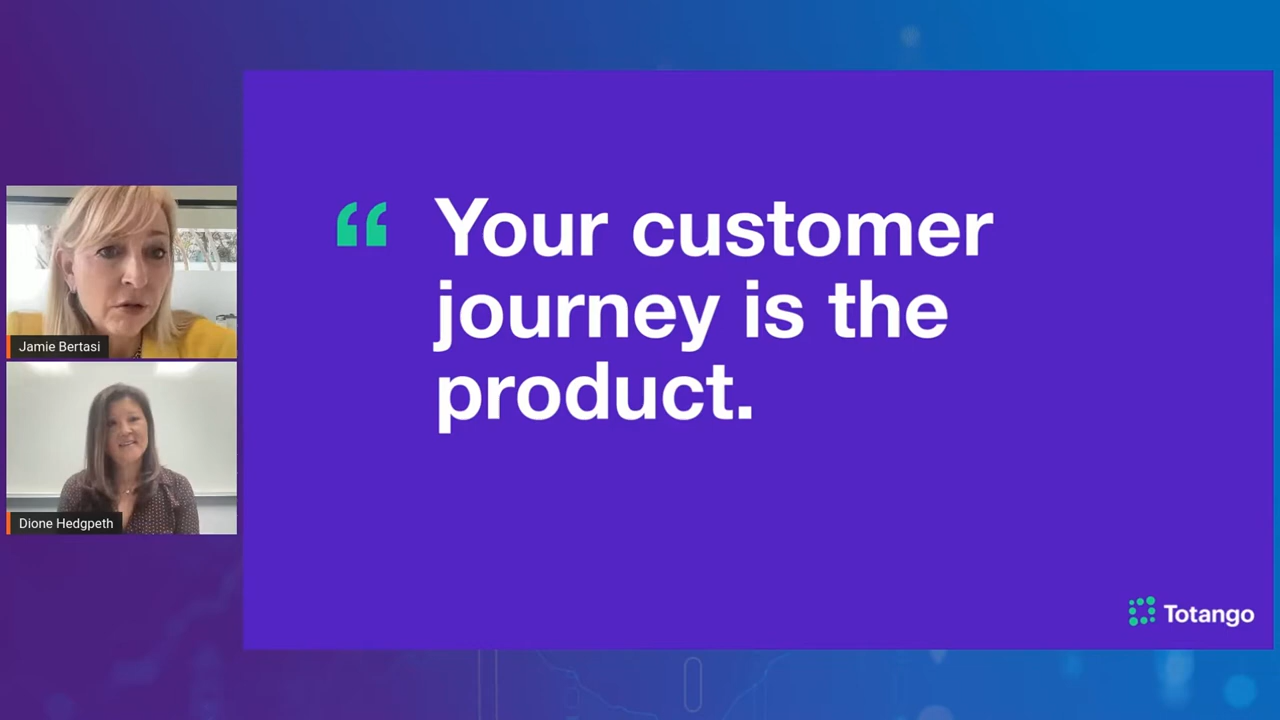 Jamie Bertasi
Dione Hedgpeth
“ Your customer
journey is the
product.
Totango